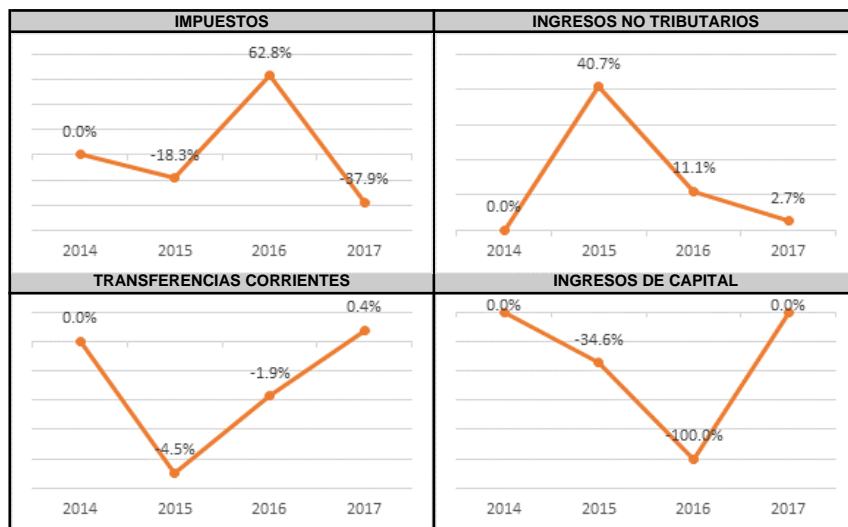 IMPUESTOS
62.8%
0.0%
-18.3%
-37.9%
2014 2015 2016 2017
INGRESOS NO TRIBUTARIOS
40.7%
11.1%
0.0%
2.7%
2014 2015 2016 2017
TRANSFERENCIAS CORRIENTES
0.4%
0.0%
-1.9%
-4.5%
2014 2015 2016 2017
INGRESOS DE CAPITAL
0.0% 0.0%
-34.6%
-100.0%
2014 2015 2016 2017